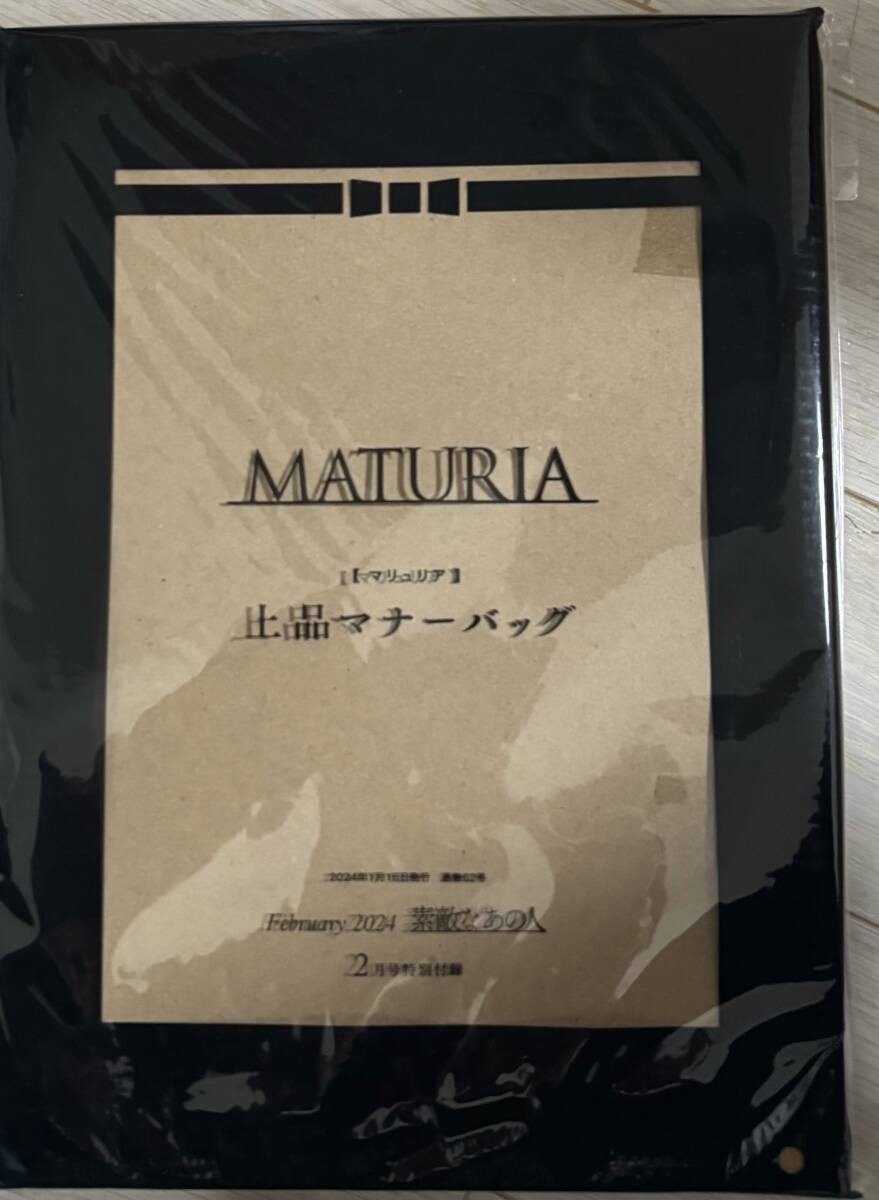 MATURIA
【マチュリア】
上品マナーバッグ
2024年1月16日発行 通巻62号
February 2024 素敵なあの人
2月号特別付録